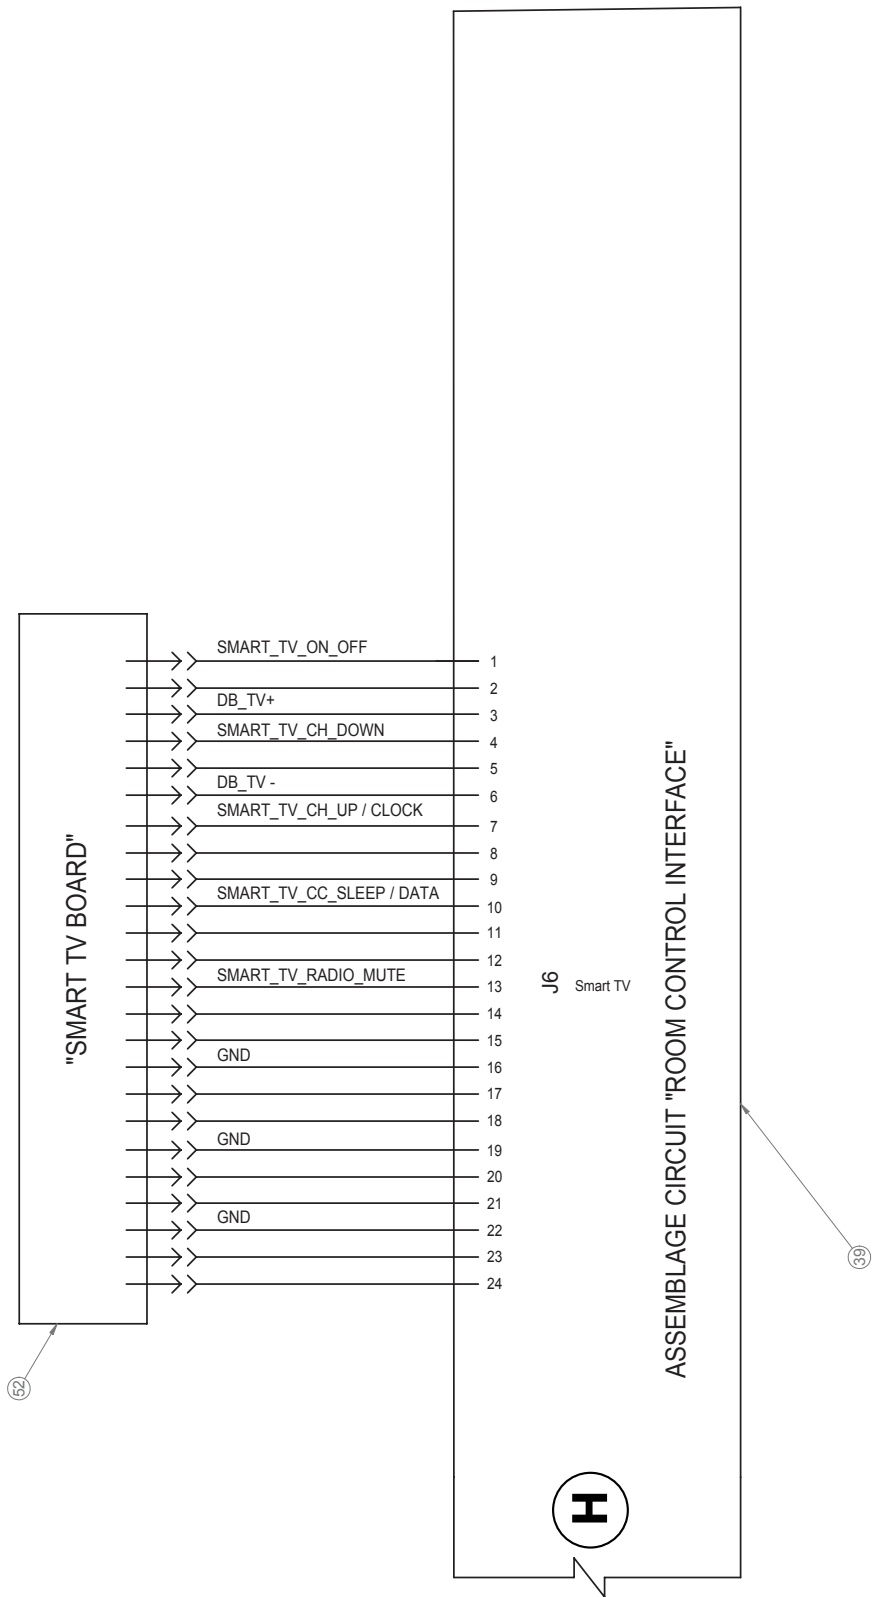 SMART_TV_ON_OFF
1
2
DB_TV+
3
SMART_TV_CH_DOWN
4
5
DB_TV -
6
SMART_TV_CH_UP / CLOCK
7
8
9
SMART_TV_CC_SLEEP / DATA
10
11
12
SMART_TV_RADIO_MUTE
13
14
15
GND
16
17
18
GND
19
20
21
GND
22
23
24
"SMART TV BOARD"
J6
Smart TV
ASSEMBLAGE CIRCUIT "ROOM CONTROL INTERFACE"
52
39
H